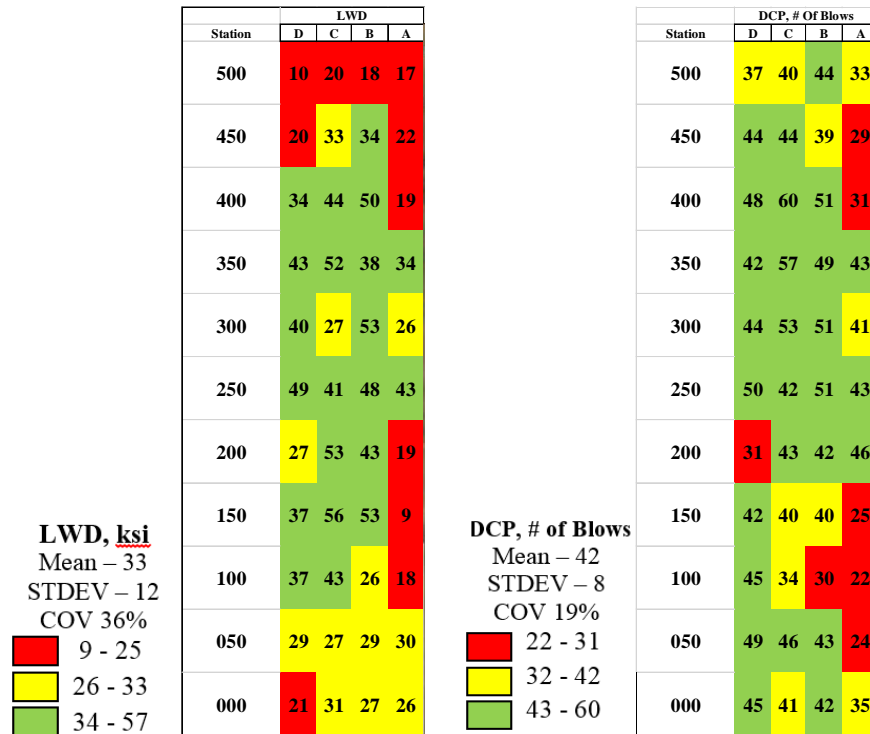 LWD
Station D C B A
500 10 20 18 17
450 20 33 34 22
400 34 44 50 19
350 43 52 38 34
300 40 27 53 26
250 49 41 48 43
200 27 53 43 19
150 37 56 53 9
100 37 43 26 18
050 29 27 29 30
000 21 31 27 26
LWD, ksi
Mean – 33
STDEV – 12
COV 36%
9 - 25
26 - 33
34 - 57
DCP, # Of Blows
Station D C B A
500 37 40 44 33
450 44 44 39 29
400 48 60 51 31
350 42 57 49 43
300 44 53 51 41
250 50 42 51 43
200 31 43 42 46
150 42 40 40 25
100 45 34 30 22
050 49 46 43 24
000 45 41 42 35
DCP, # of Blows
Mean – 42
STDEV – 8
COV 19%
22 - 31
32 - 42
43 - 60